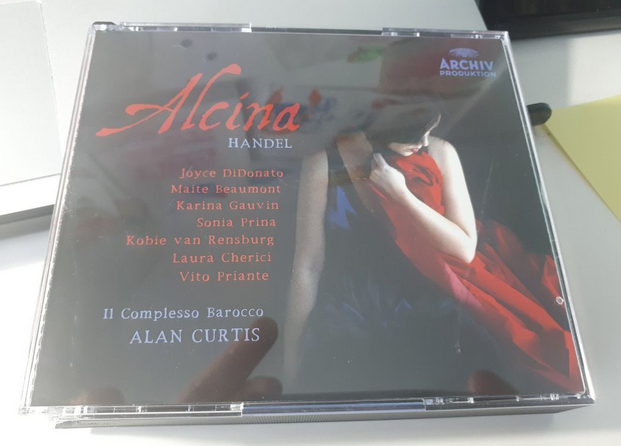 ARCHIV
PRODUKTION
Alcina
HANDEL
Joyce DiDonato
Maite Beaumont
Karina Gauvin
Sonia Prina
Kobie van Rensburg
Laura Cherici
Vito Priante
Il Complesso Barocco
ALAN CURTIS